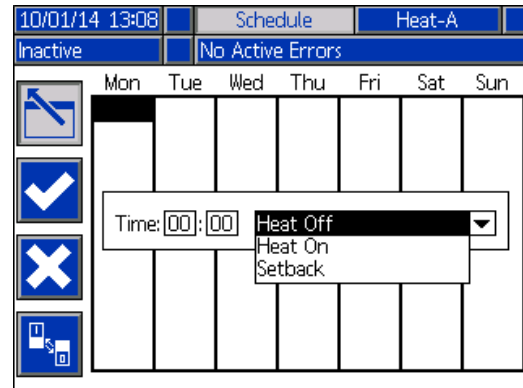 10/01/14 13:08 Schedule Heat-A
Inactive No Active Errors
Mon Tue Wed Thu Fri Sat Sun
Time: 00 : 00 Heat Off
Heat On
Setback